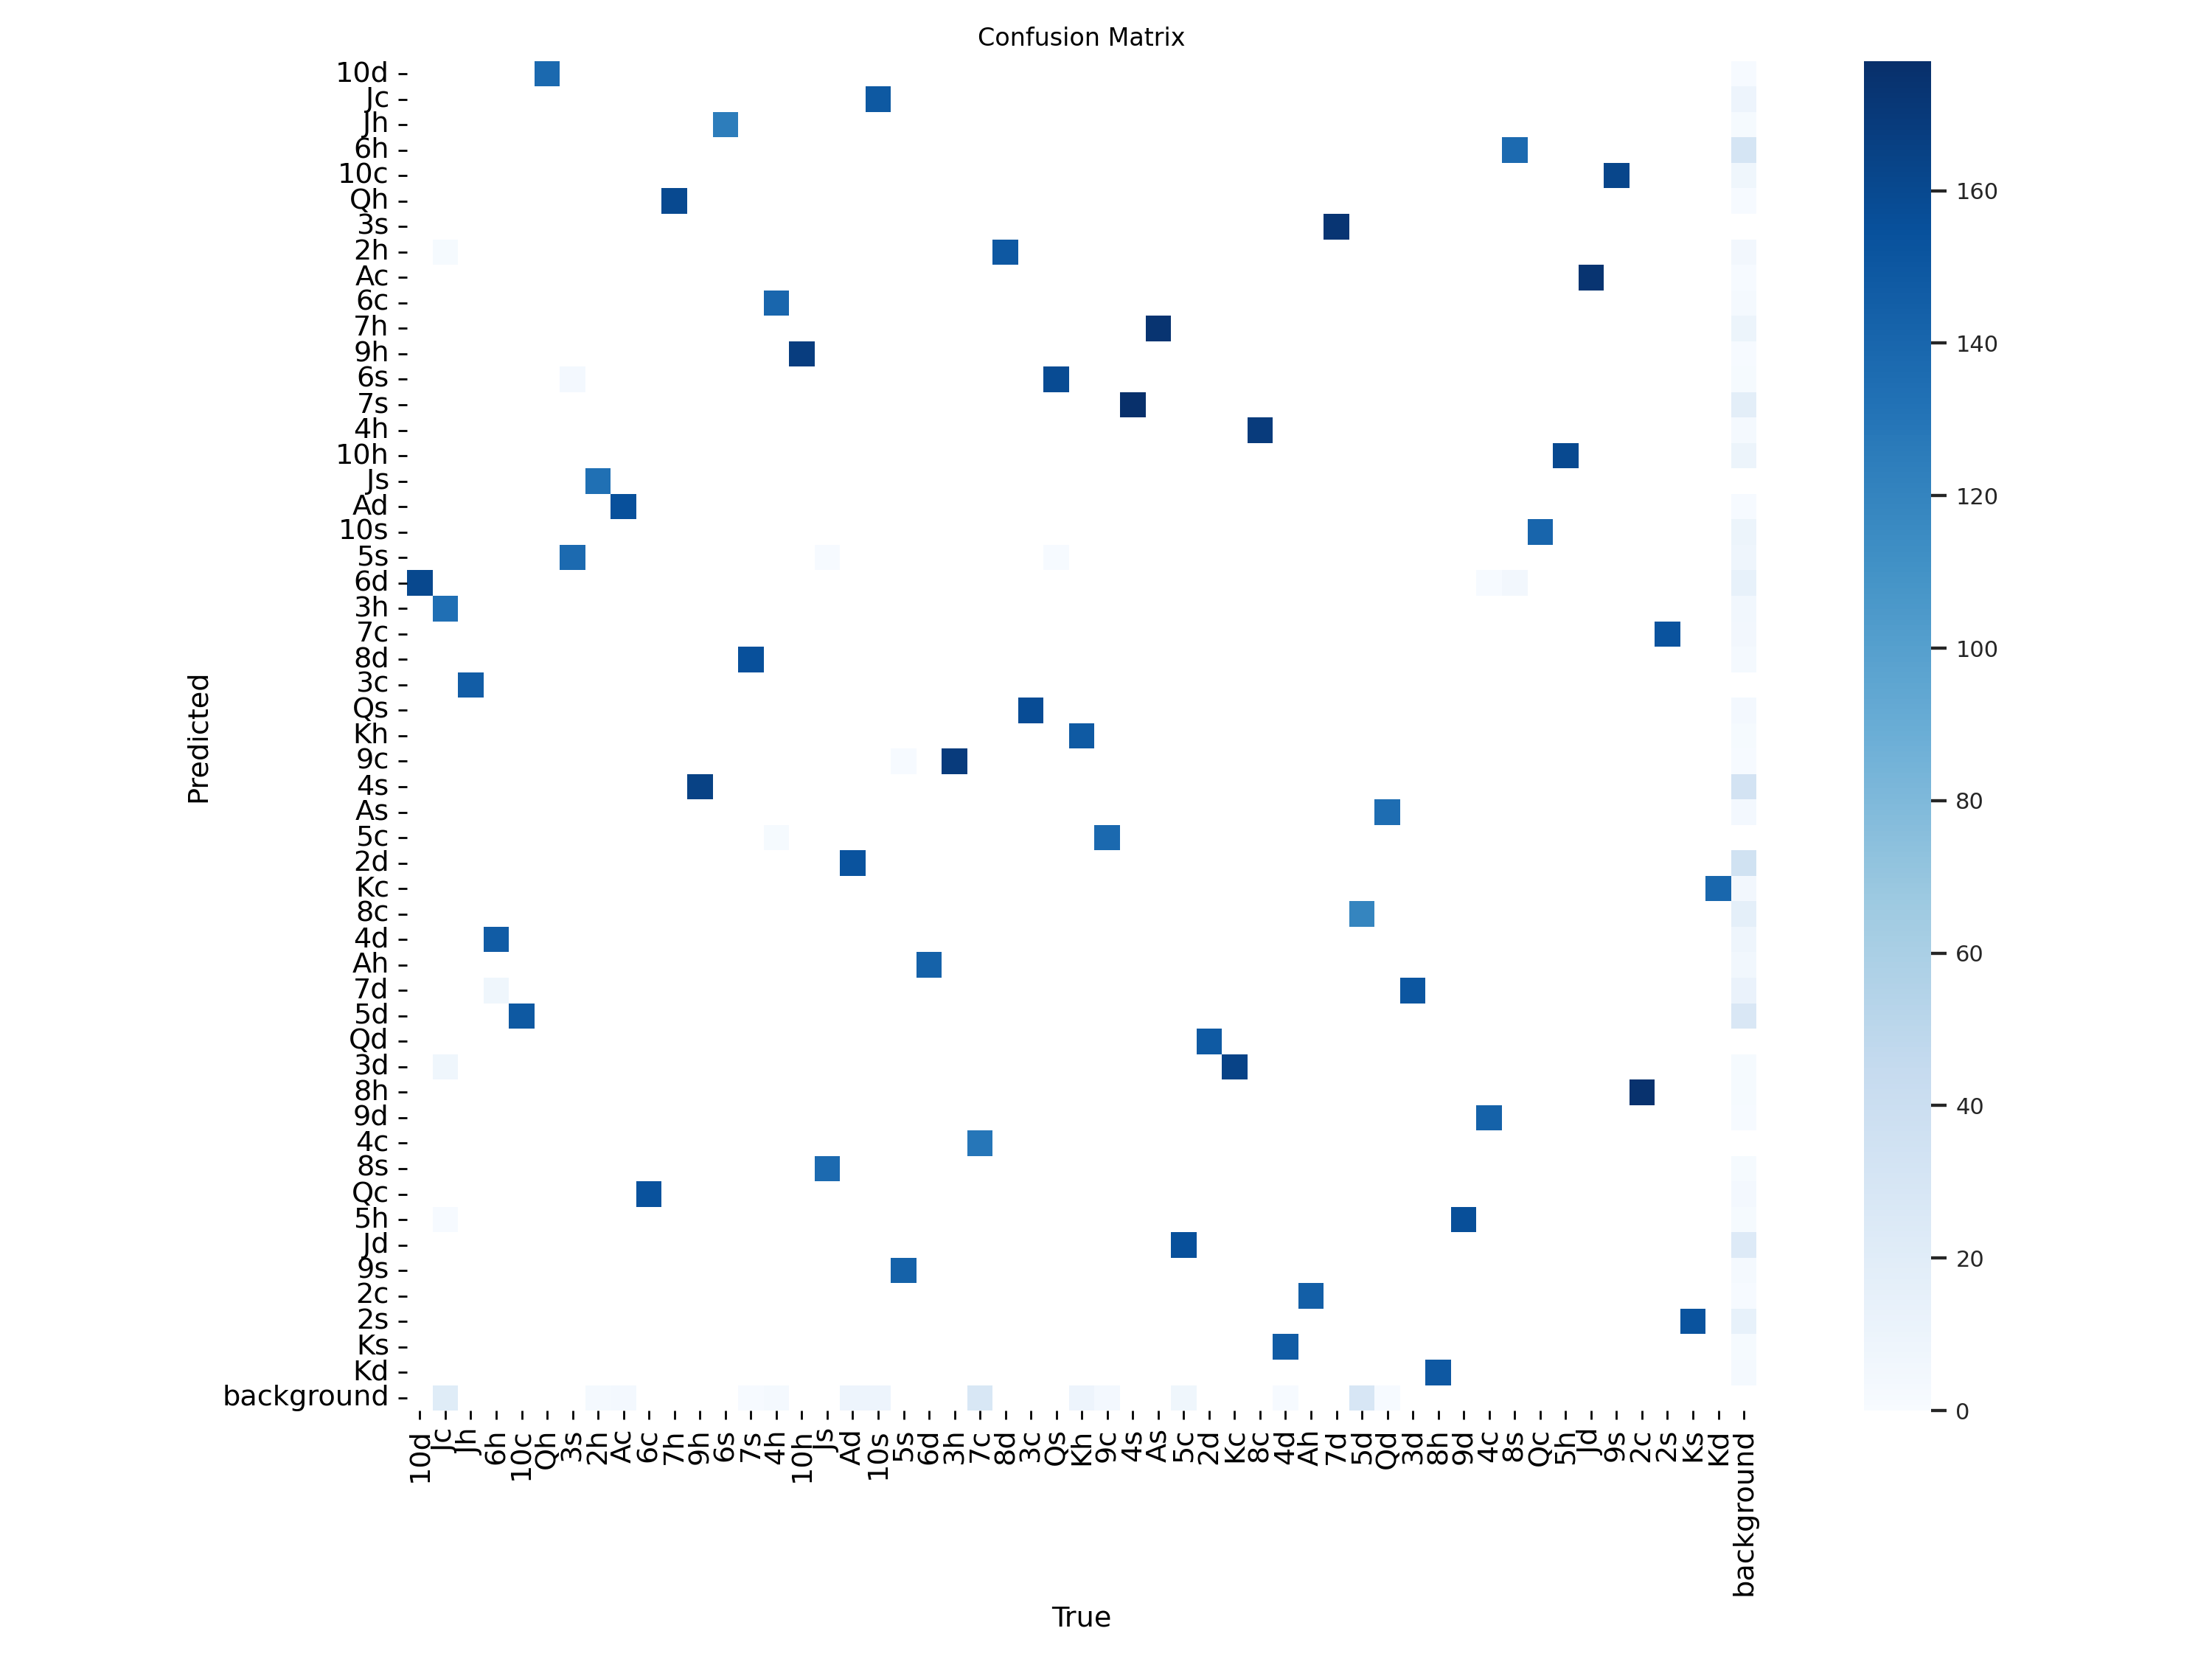 Confusion Matrix
10d
Jc
Jh
6h
10c
Qh
3s
2h
Ac
6c
7h
9h
6s
7s
4h
10h
Js
Ad
10s
5s
6d
3h
7c
8d
3c
Qs
Kh
9c
4s
As
5c
2d
Kc
8c
4d
Ah
7d
5d
Qd
3d
8h
9d
4c
8s
Qc
5h
Jd
9s
2c
2s
Ks
Kd
background
Predicted
10d Jc Jh 6h 10c Qh 3s 2h Ac 6c 7h 9h 6s 7s 4h 10h Js Ad 10s 5s 6d 3h 7c 8d 3c Qs Kh 9c 4s As 5c 2d Kc 8c 4d Ah 7d 5d Qd 3d 8h 9d 4c 8s Qc 5h Jd 9s 2c 2s Ks Kd background
True
160
140
120
100
80
60
40
20
0